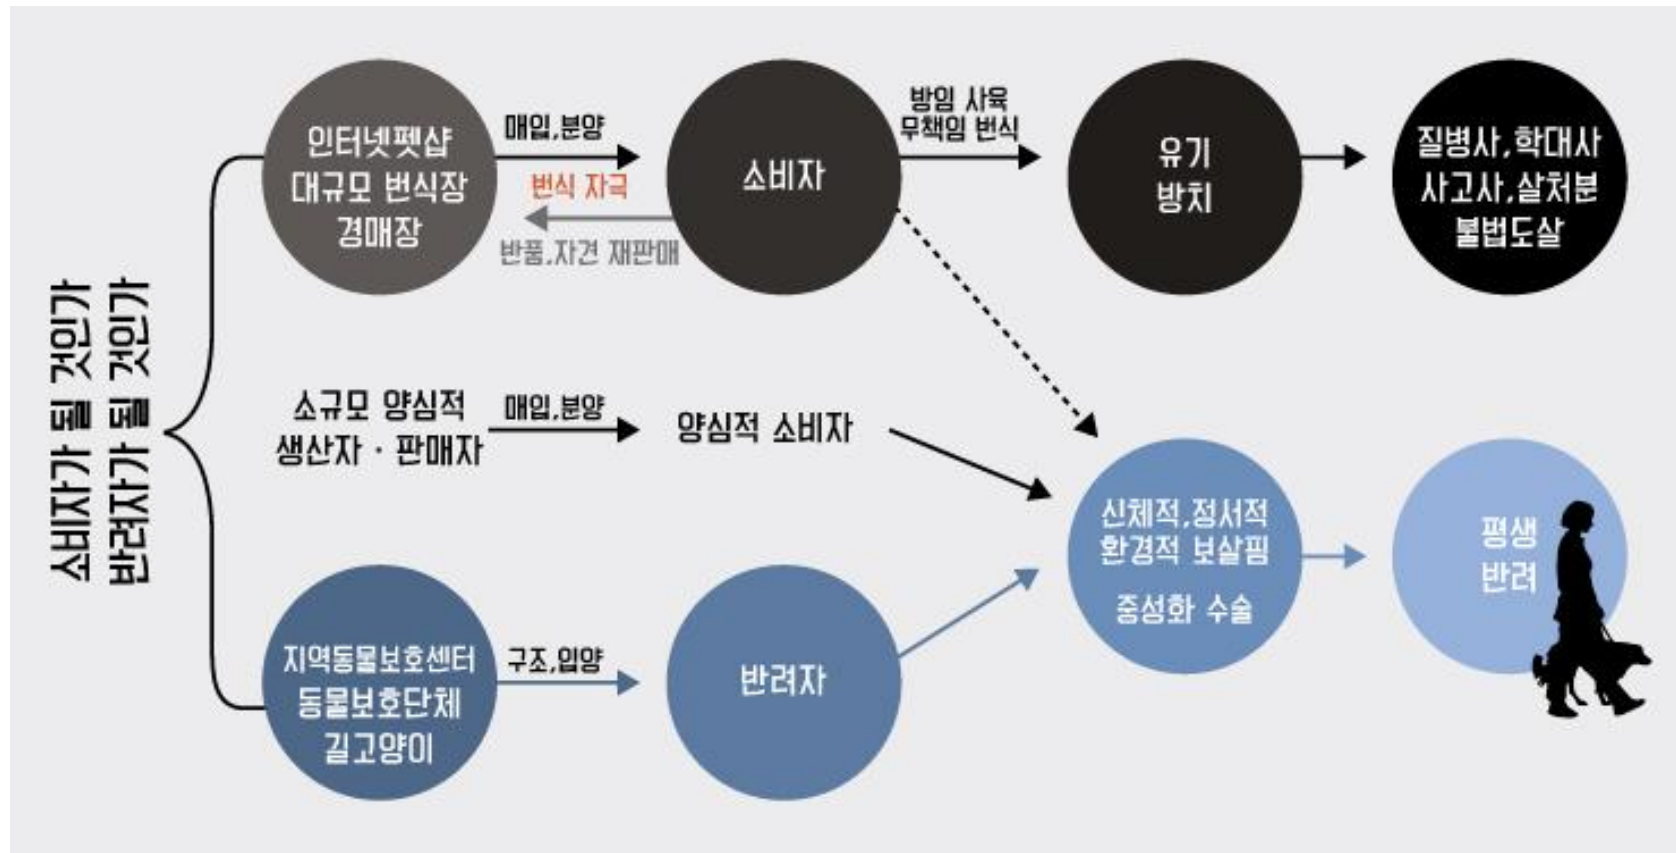 소비자가 될 것인가
반려자가 될 것인가
인터넷펫샵
대규모 번식장
경매장
매입,분양
번식 자극
반품,자견 재판매
소비자
방임 사육
무책임 번식
유기
방치
질병사,학대사
사고사,살처분
불법도살
소규모 양심적
생산자 · 판매자
매입,분양
양심적 소비자
지역동물보호센터
동물보호단체
길고양이
구조,입양
반려자
신체적,정서적
환경적 보살핌
중성화 수술
평생
반려